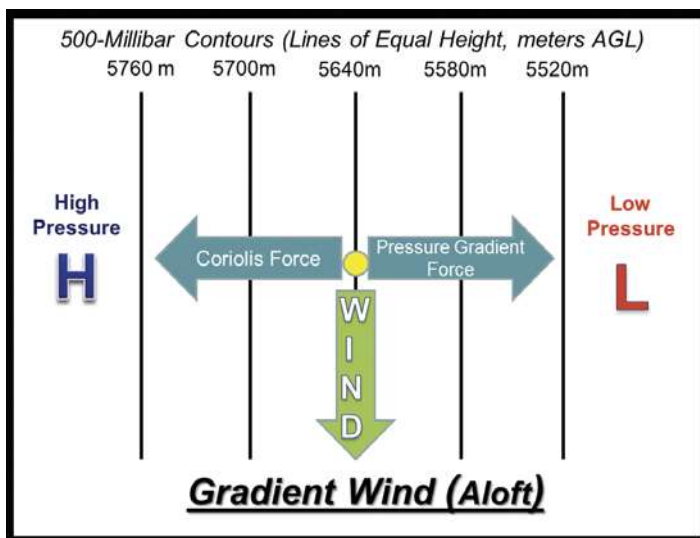 500-Millibar Contours (Lines of Equal Height, meters AGL)
5760 m 5700m 5640m 5580m 5520m
High
Pressure
H
Coriolis Force
Pressure Gradient
Force
Low
Pressure
L
WIND
Gradient Wind (Aloft)